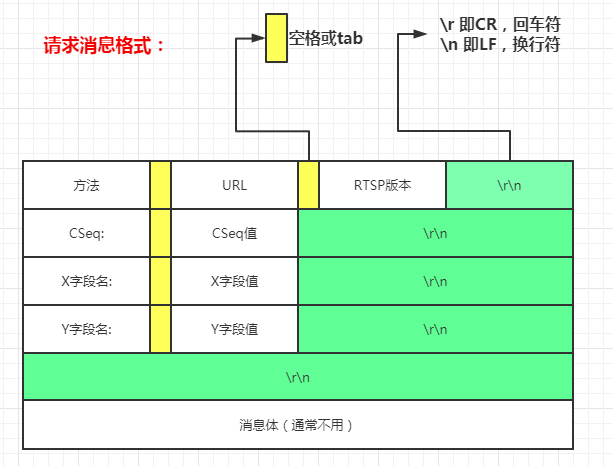 请求消息格式：
空格或tab
\r 即CR，回车符
\n 即LF，换行符
方法 URL RTSP版本 \r\n
CSeq: CSeq值 \r\n
X字段名: X字段值 \r\n
Y字段名: Y字段值 \r\n
\r\n
消息体（通常不用）